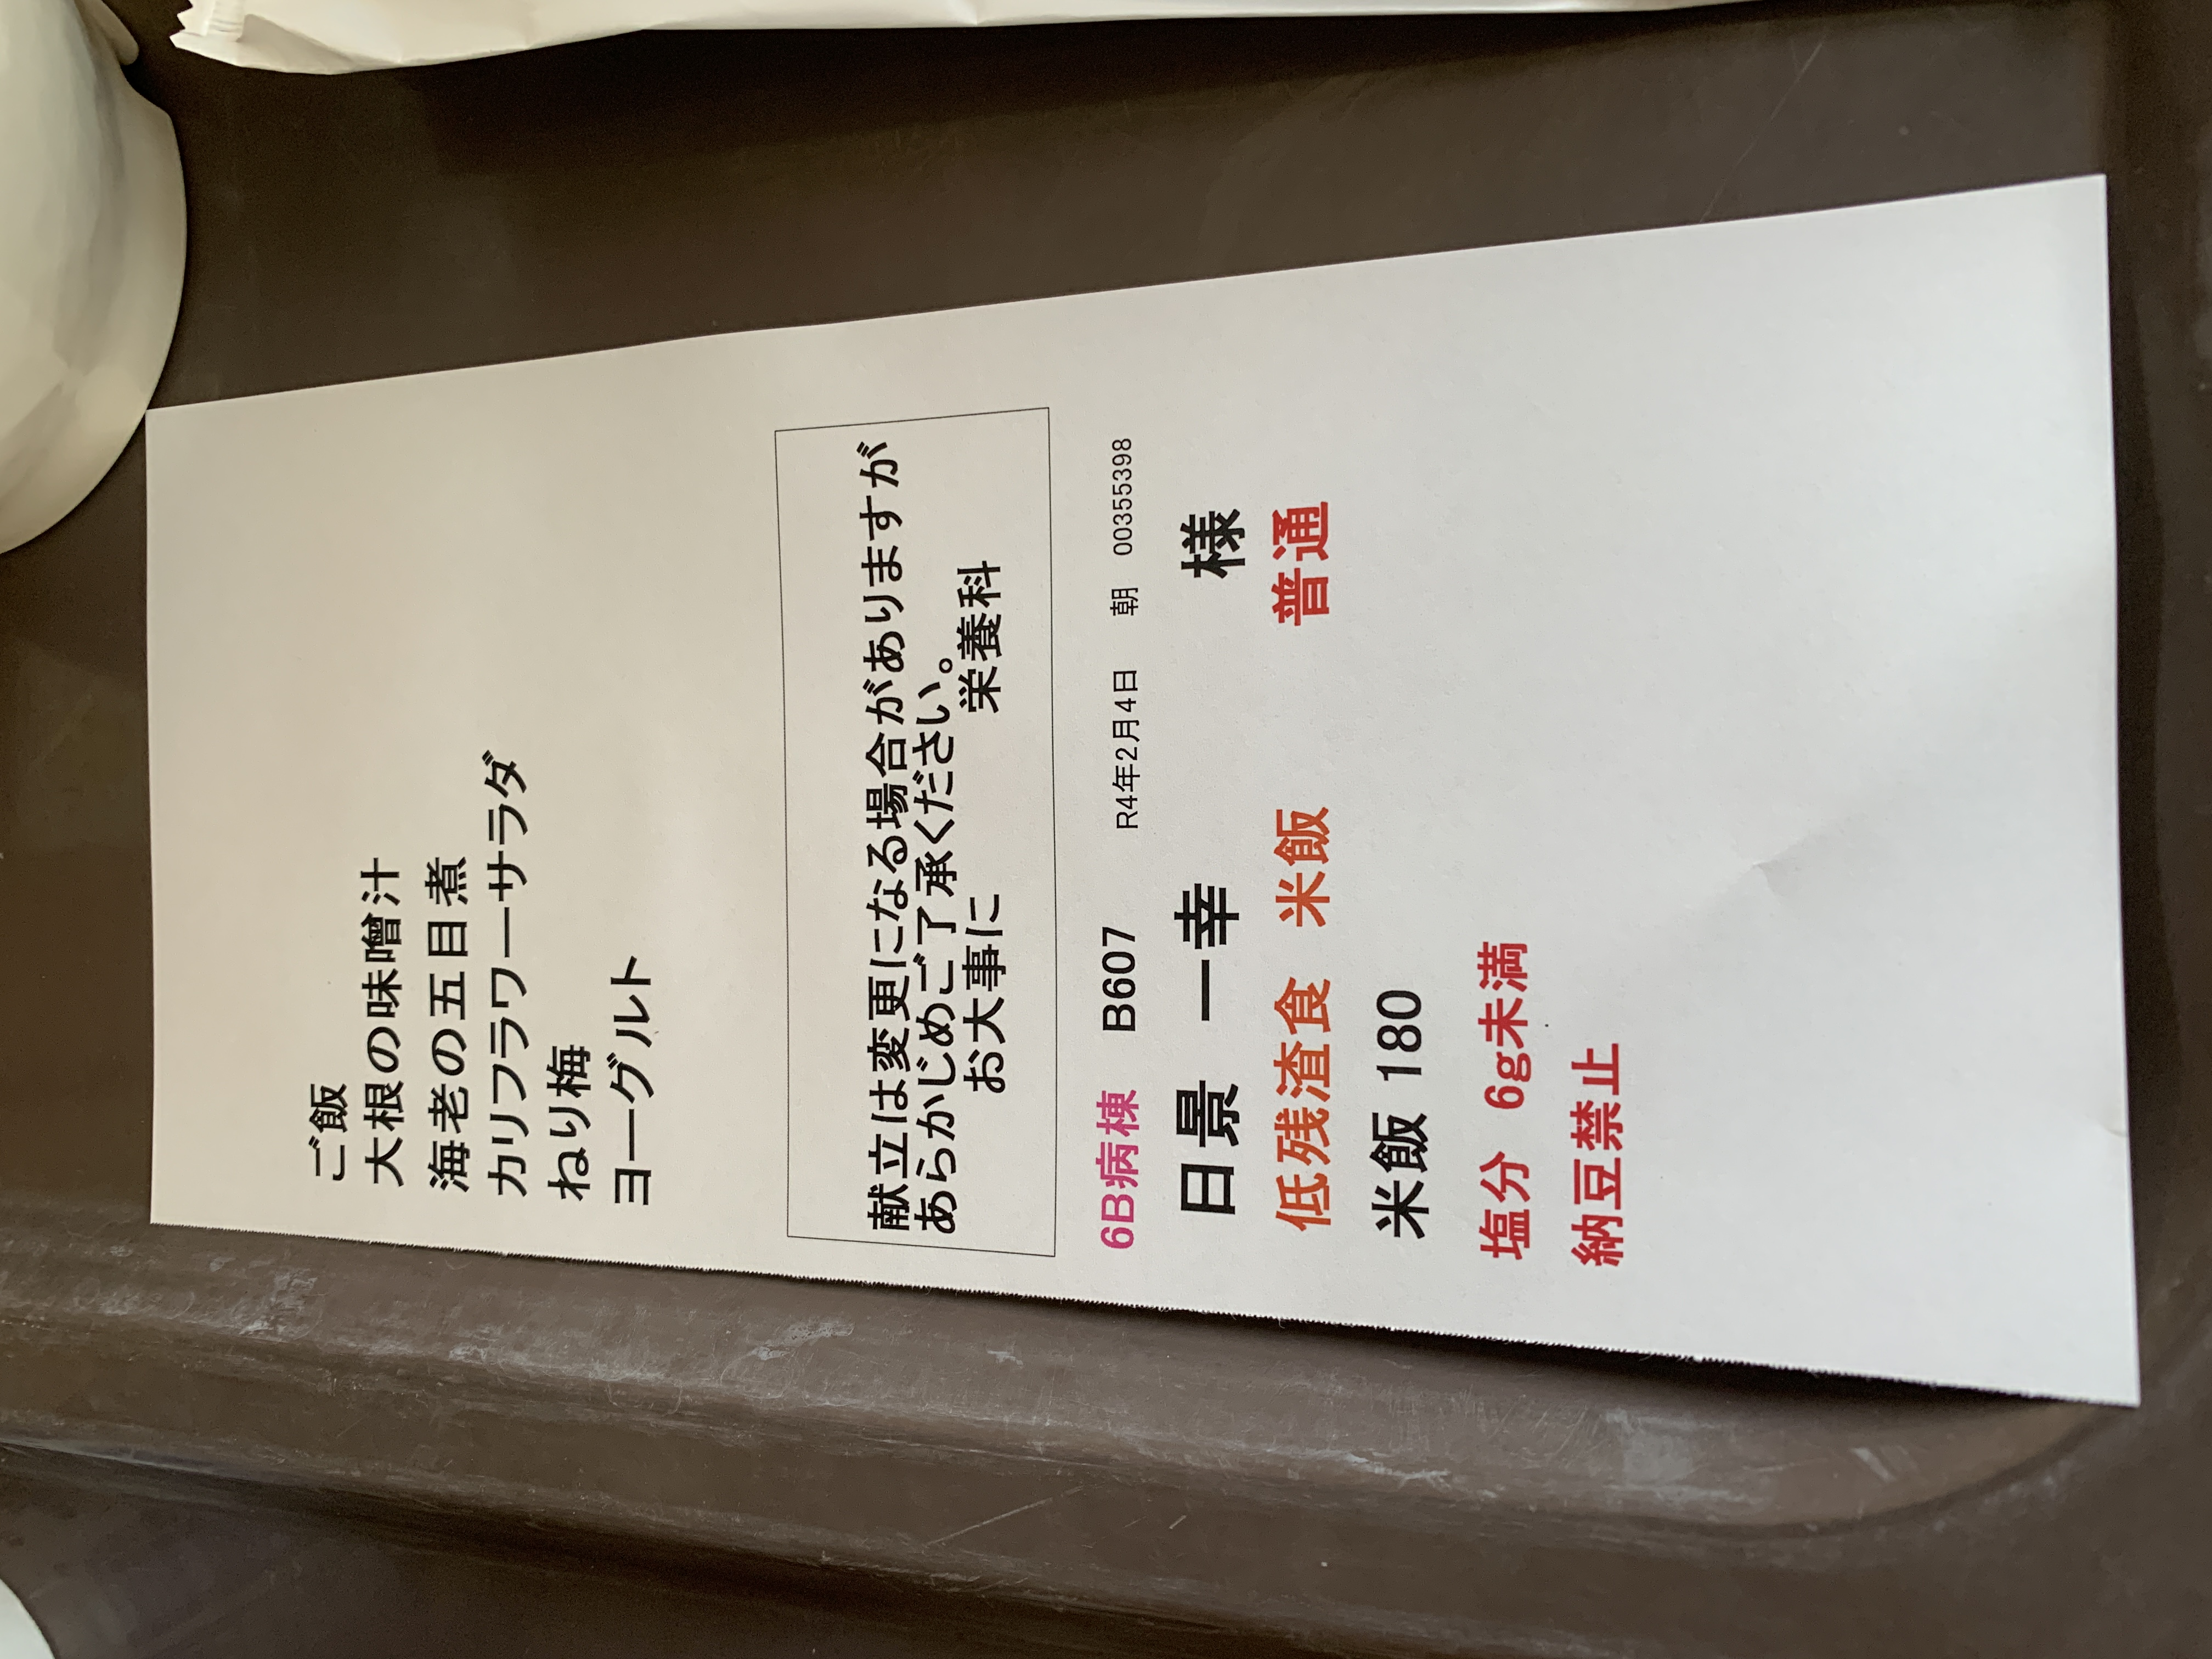 ご飯
大根の味噌汁
海老の五目煮
カリフラワーサラダ
ねり梅
ヨーグルト
献立は変更になる場合がありますが
あらかじめご了承ください。
お大事に 栄養科
6B病棟 B607 R4年2月4日 朝 00355398
日景 一幸 様
低残渣食 米飯 普通
米飯 180
塩分 6g未満
納豆禁止